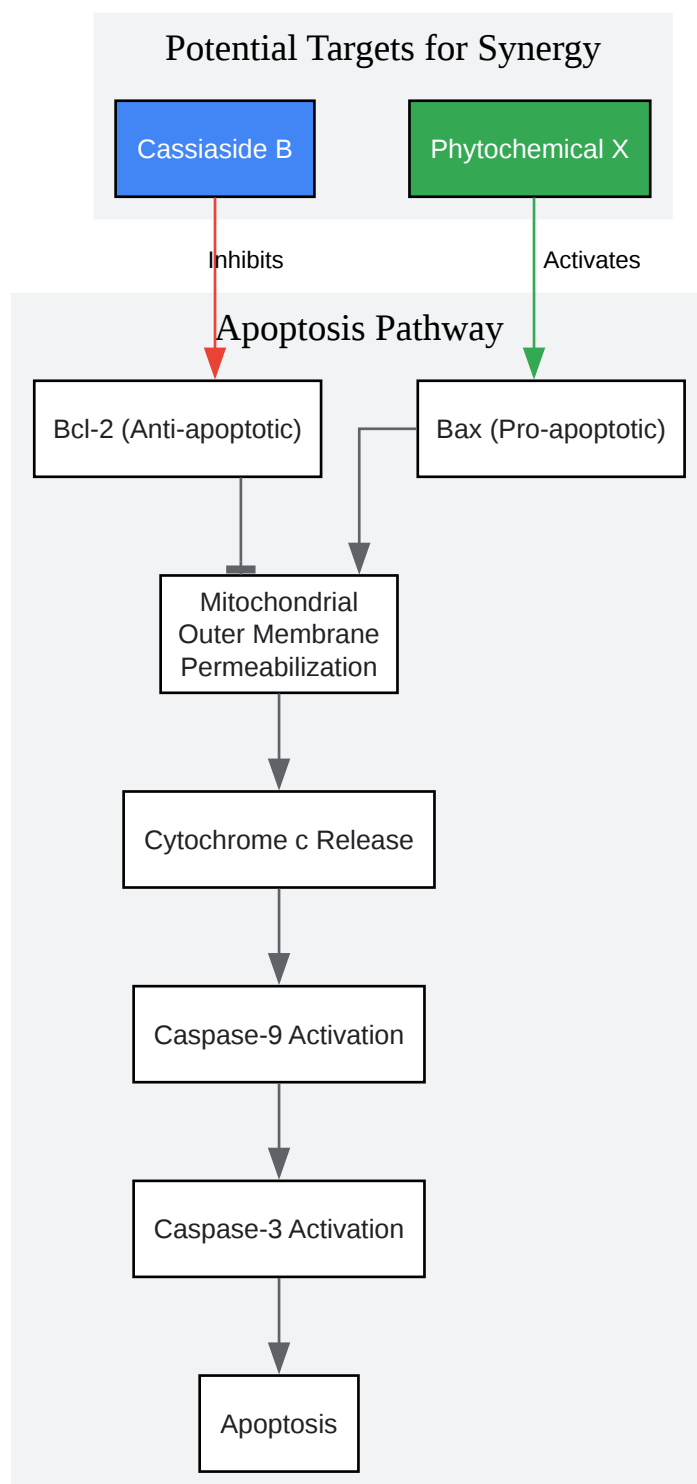 Potential Targets for Synergy
Cassiaside B
Phytochemical X
Inhibits
Activates
Apoptosis Pathway
Bcl-2 (Anti-apoptotic)
Bax (Pro-apoptotic)
Mitochondrial
Outer Membrane
Permeabilization
Cytochrome c Release
Caspase-9 Activation
Caspase-3 Activation
Apoptosis